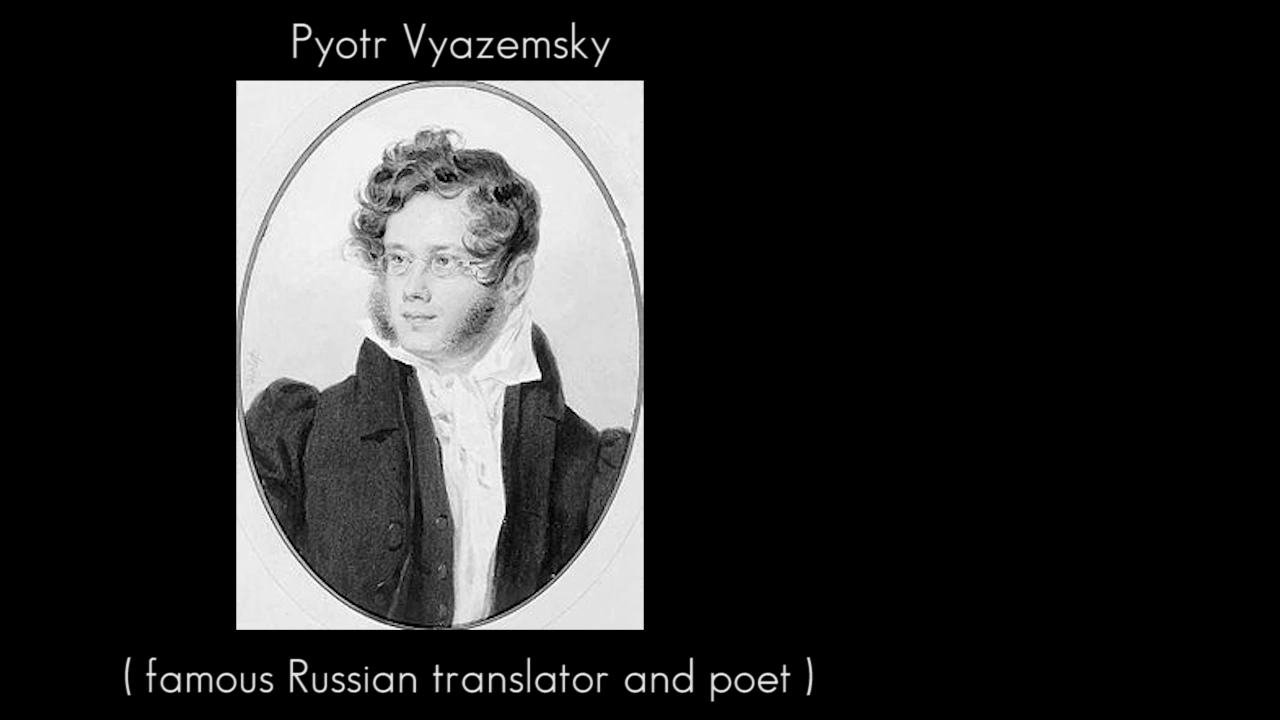 Pyotr Vyazemsky
( famous Russian translator and poet )